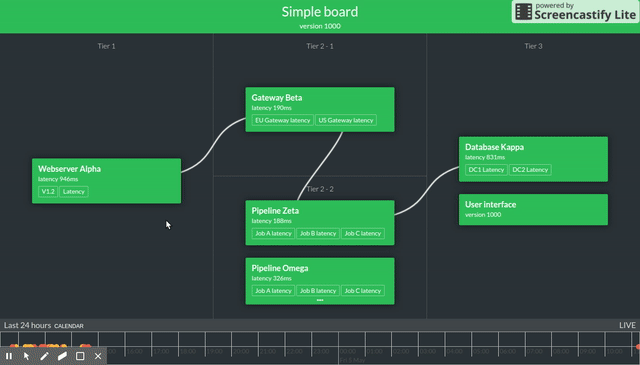 Simple board
version 1000
powered by
Screencastify Lite
Tier 1
Tier 2 - 1
Tier 3
Gateway Beta
latency 190ms
EU Gateway latency
US Gateway latency
Webserver Alpha
latency 946ms
V1.2
Latency
Database Kappa
latency 831ms
DC1 Latency
DC2 Latency
Tier 2 - 2
Pipeline Zeta
latency 188ms
Job A latency
Job B latency
Job C latency
User interface
version 1000
Pipeline Omega
latency 326ms
Job A latency
Job B latency
Job C latency
...
Last 24 hours CALENDAR
LIVE